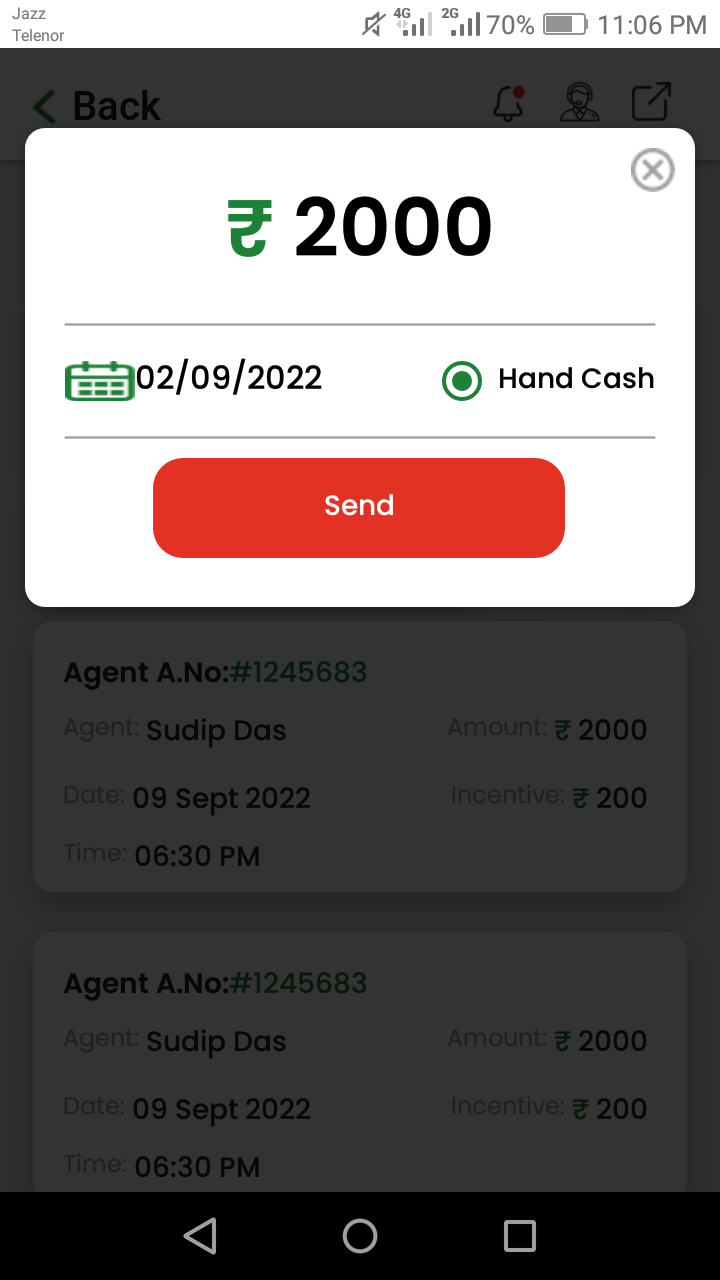 Jazz
Telenor
4G 2G 70% 11:06 PM
Back
₹ 2000
02/09/2022 Hand Cash
Send
Agent A.No:#1245683
Agent: Sudip Das Amount: ₹ 2000
Date: 09 Sept 2022 Incentive: ₹ 200
Time: 06:30 PM
Agent A.No:#1245683
Agent: Sudip Das Amount: ₹ 2000
Date: 09 Sept 2022 Incentive: ₹ 200
Time: 06:30 PM